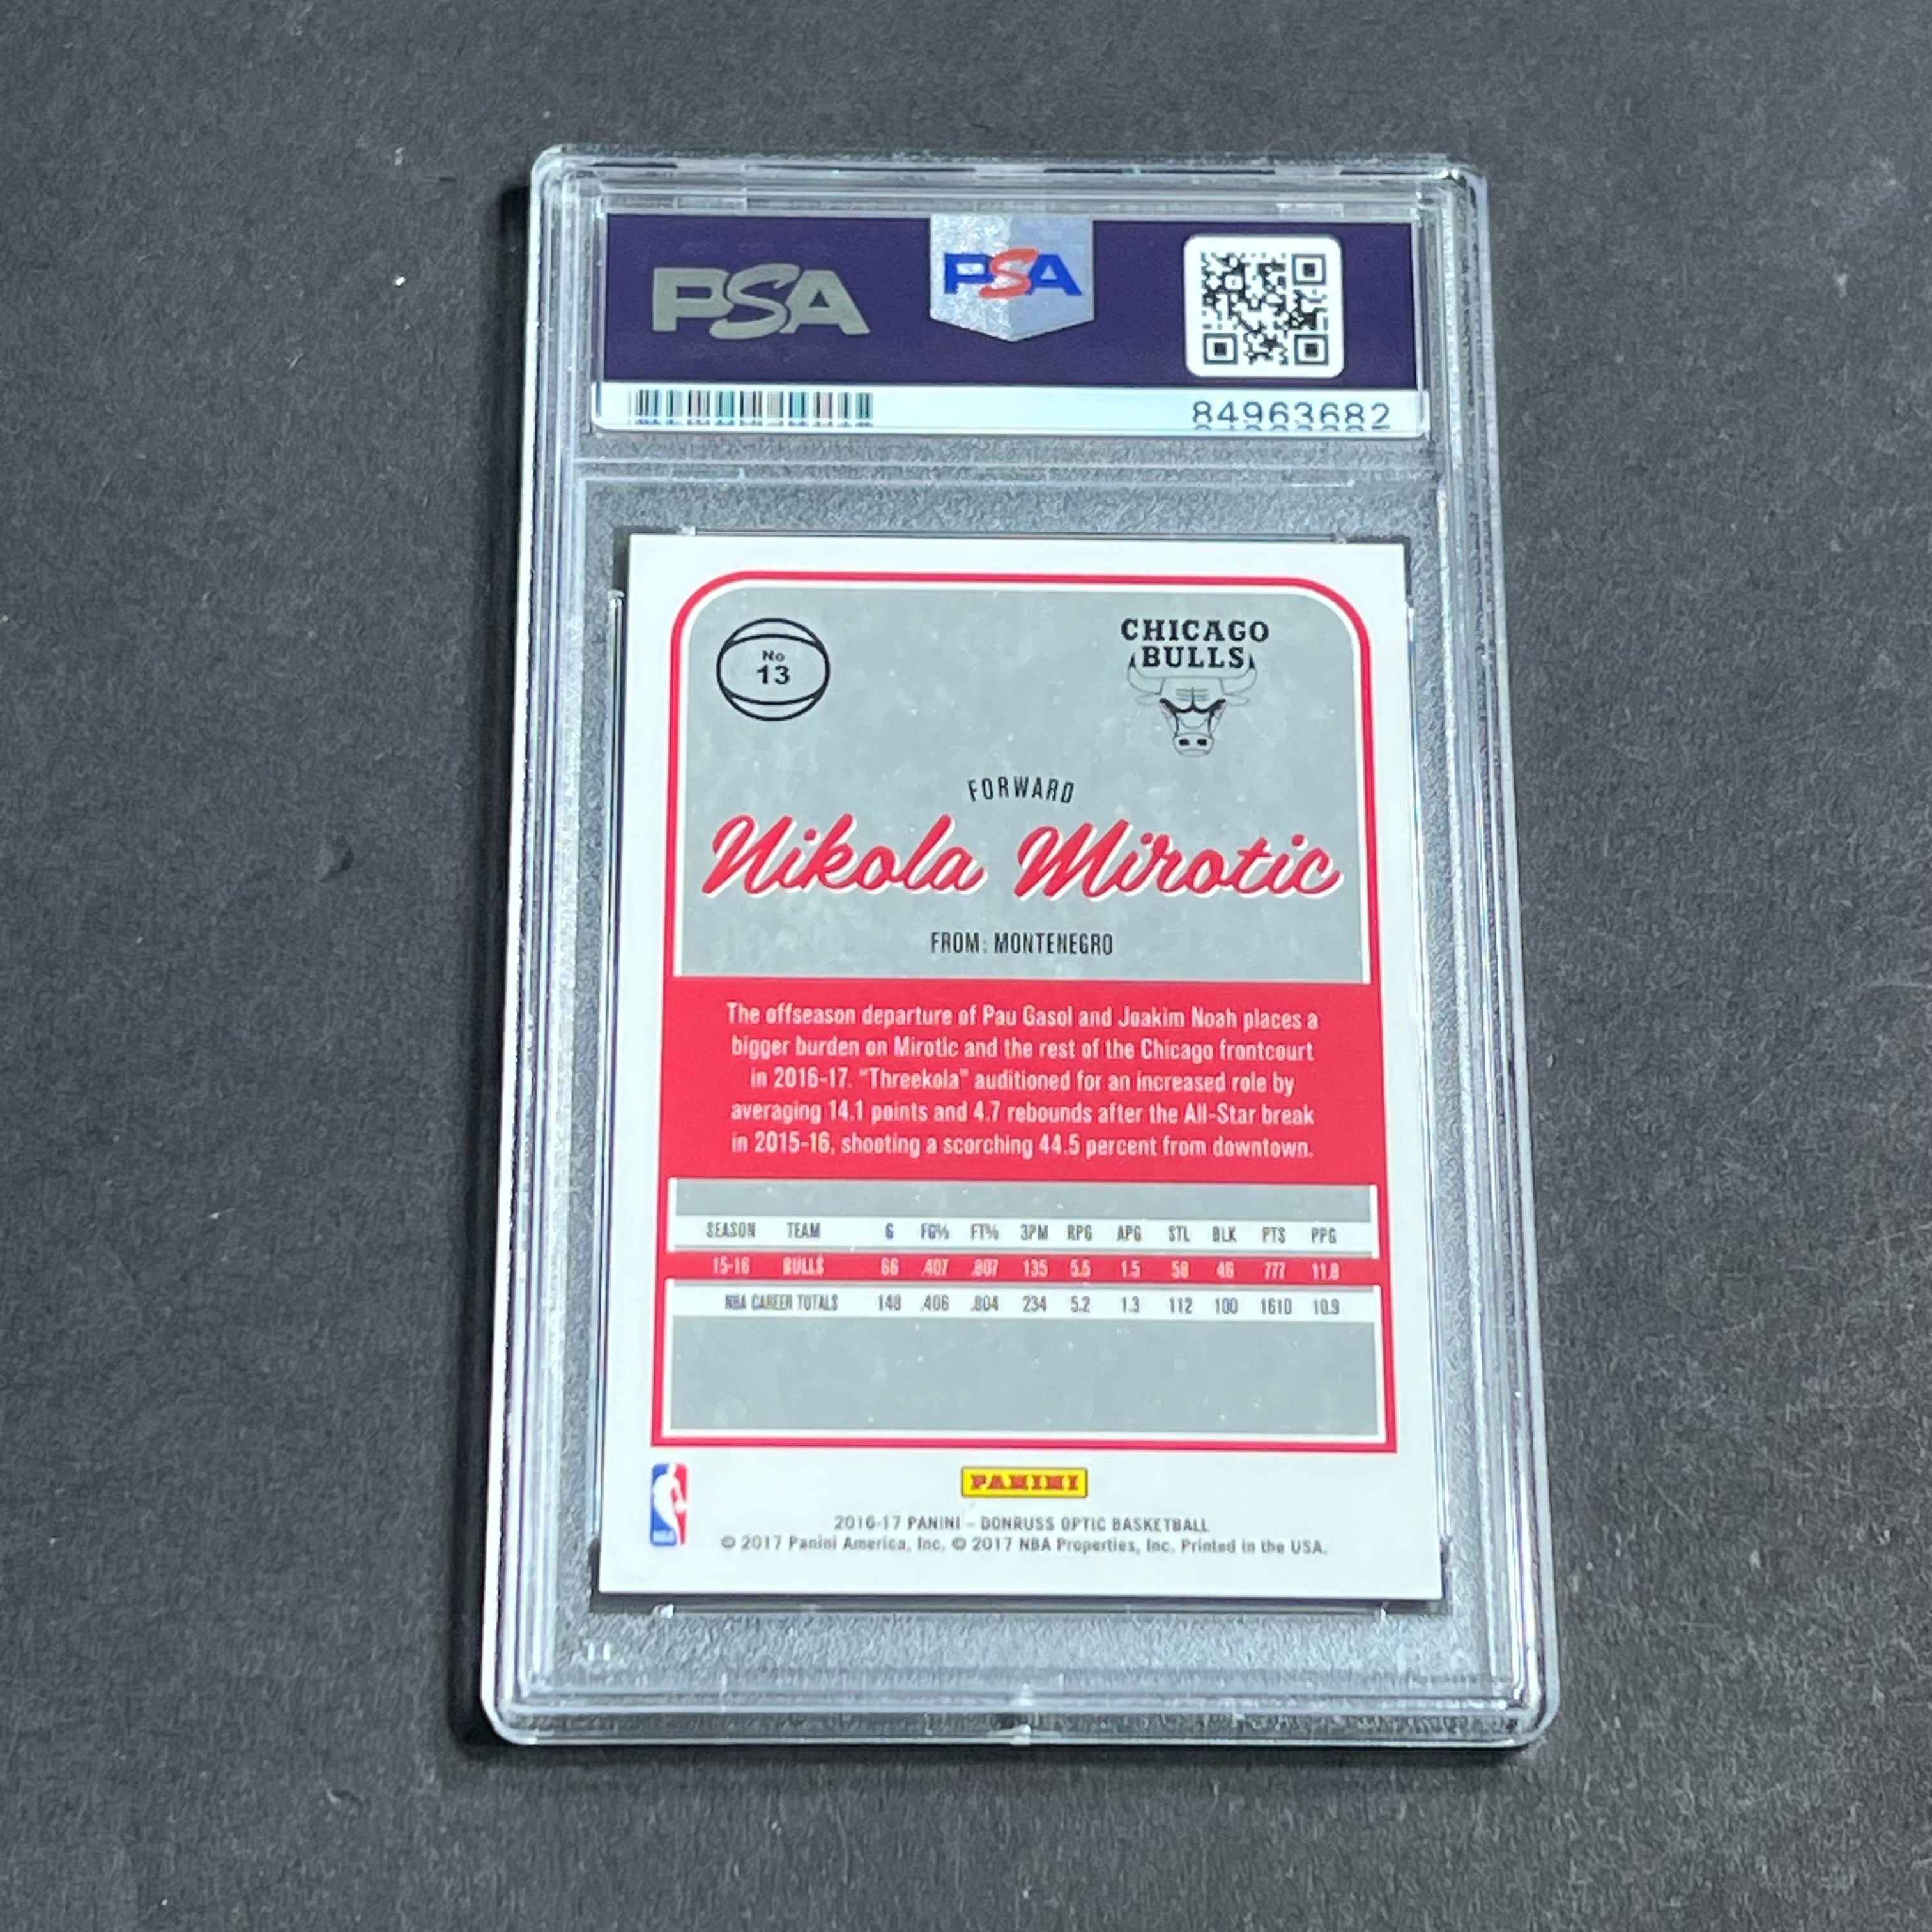 PSA
PSA
84963682
No
13
CHICAGO
BULLS
FORWARD
Nikola Mirotic
FROM: MONTENEGRO
The offseason departure of Pau Gasol and Joakim Noah places a
bigger burden on Mirotic and the rest of the Chicago frontcourt
in 2016-17. "Threekola" auditioned for an increased role by
averaging 14.1 points and 4.7 rebounds after the All-Star break
in 2015-16, shooting a scorching 44.5 percent from downtown.
SEASON TEAM G FG% FT% 3PM RPG APG STL BLK PTS PPG
15-16 BULLS 66 .407 .807 135 5.5 1.5 58 46 777 11.8
NBA CAREER TOTALS 148 .406 .804 234 5.2 1.3 112 100 1610 10.9
NBA
PANINI
2016-17 PANINI – DONRUSS OPTIC BASKETBALL
© 2017 Panini America, Inc. © 2017 NBA Properties, Inc. Printed in the USA.